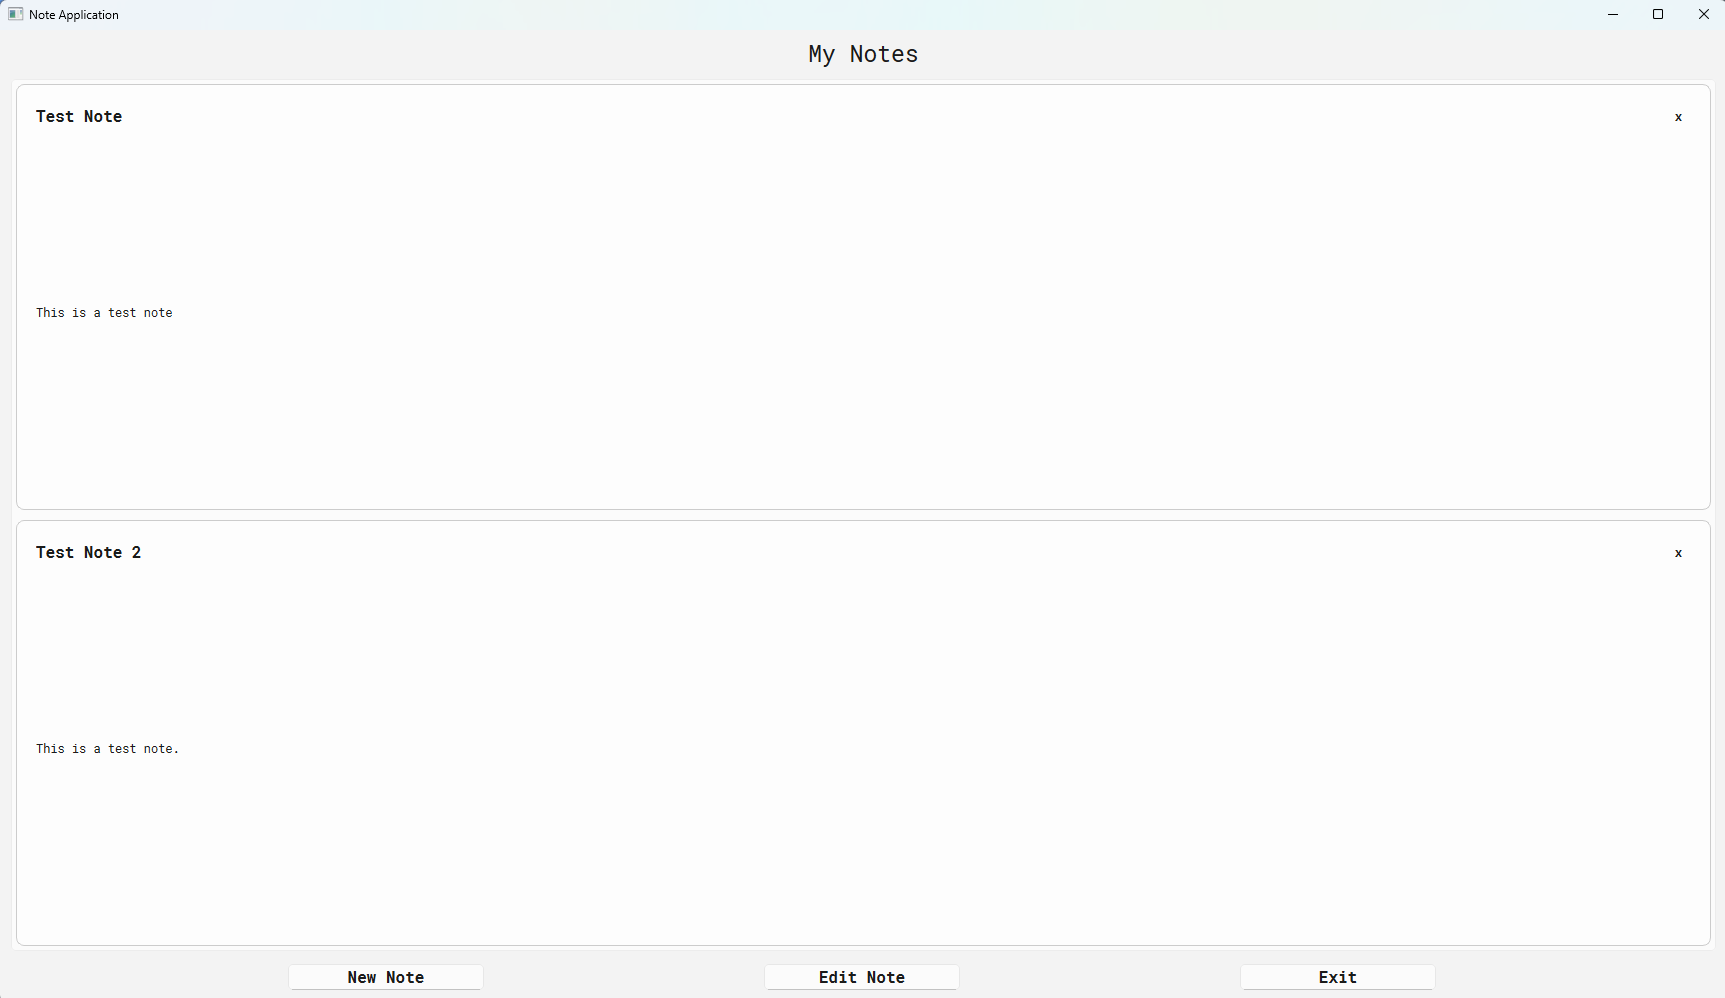 Note Application
My Notes
Test Note x
This is a test note
Test Note 2 x
This is a test note.
New Note Edit Note Exit